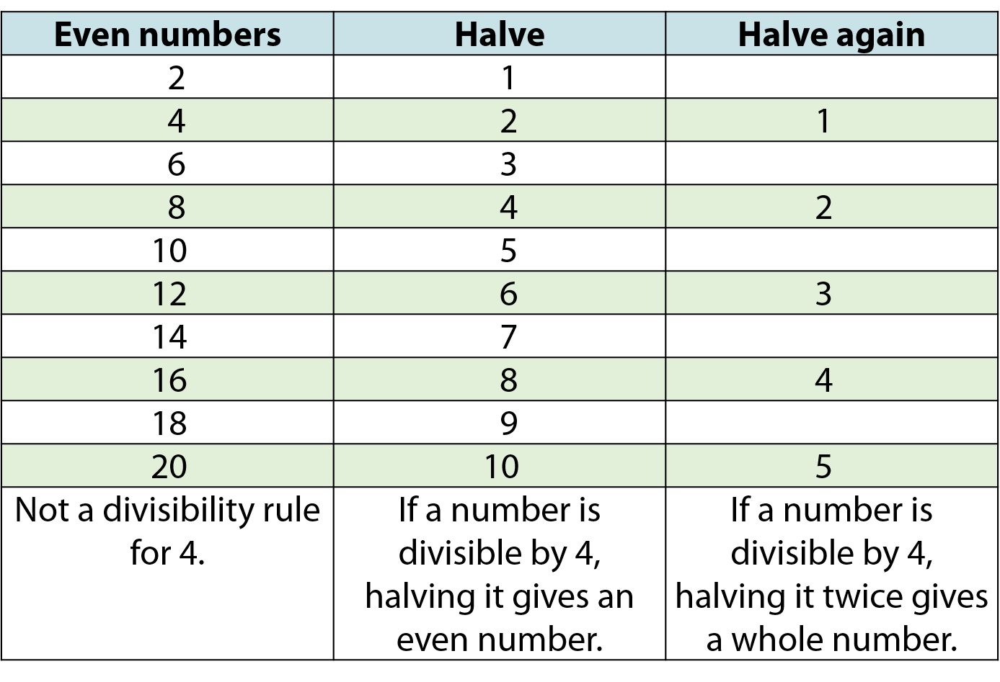 Even numbers Halve Halve again
2 1
4 2 1
6 3
8 4 2
10 5
12 6 3
14 7
16 8 4
18 9
20 10 5
Not a divisibility rule
for 4.
If a number is
divisible by 4,
halving it gives an
even number.
If a number is
divisible by 4,
halving it twice gives
a whole number.